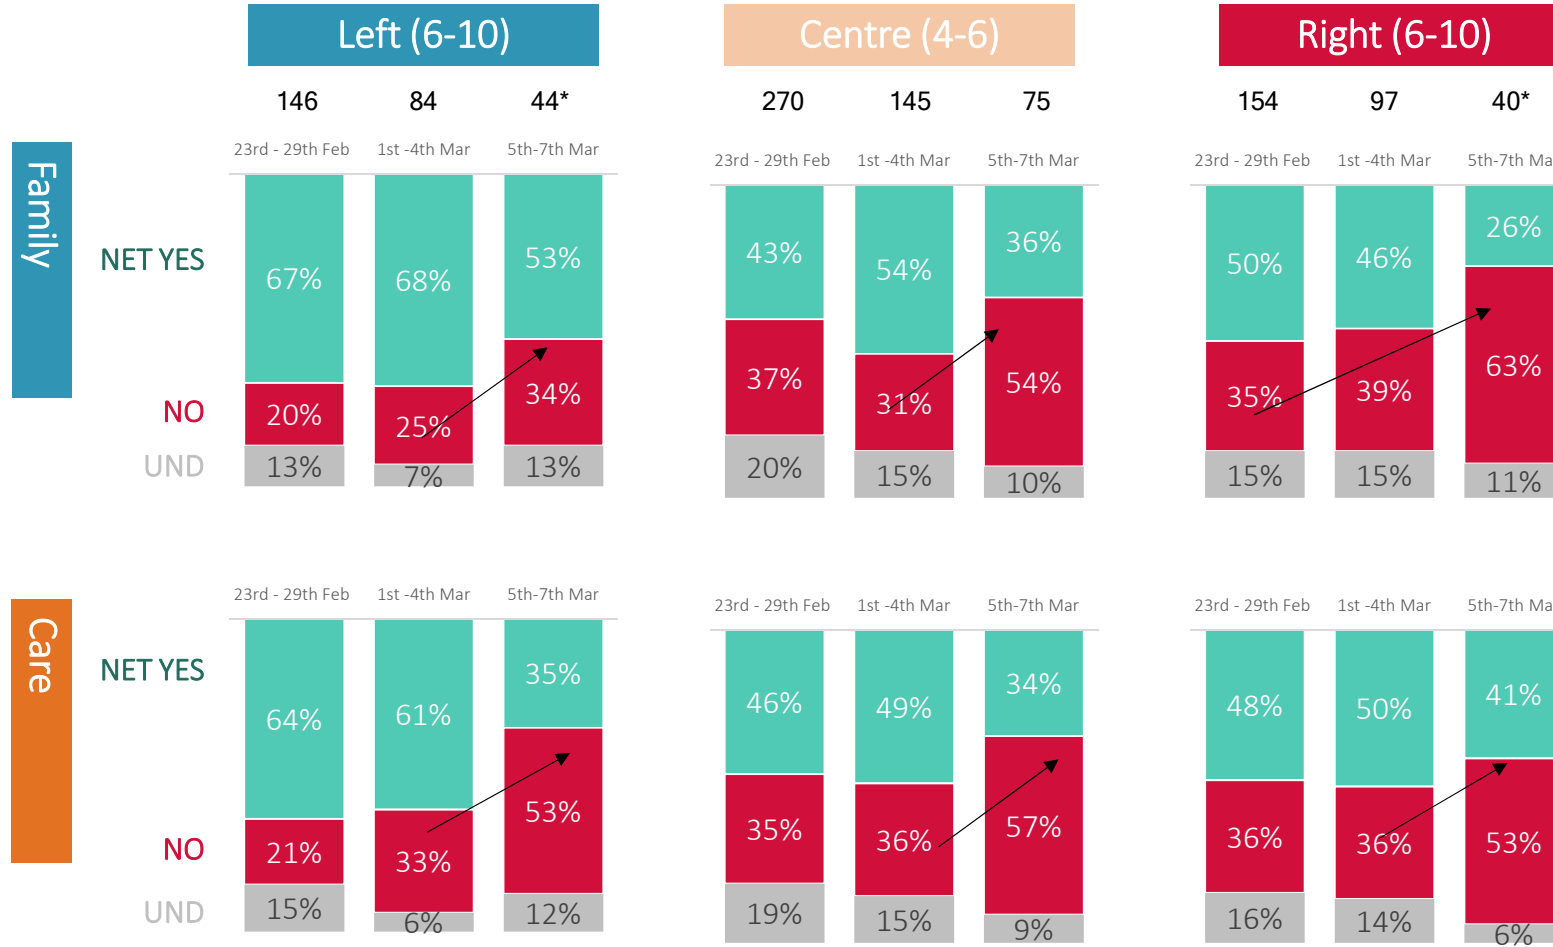 Left (6-10) Centre (4-6) Right (6-10)
146 84 44* 270 145 75 154 97 40*
Family
23rd - 29th Feb 1st -4th Mar 5th-7th Mar 23rd - 29th Feb 1st -4th Mar 5th-7th Mar 23rd - 29th Feb 1st -4th Mar 5th-7th Ma
NET YES 67% 68% 53% 43% 54% 36% 50% 46% 26%
NO 20% 25% 34% 37% 31% 54% 35% 39% 63%
UND 13% 7% 13% 20% 15% 10% 15% 15% 11%
Care
23rd - 29th Feb 1st -4th Mar 5th-7th Mar 23rd - 29th Feb 1st -4th Mar 5th-7th Mar 23rd - 29th Feb 1st -4th Mar 5th-7th Ma
NET YES 64% 61% 35% 46% 49% 34% 48% 50% 41%
NO 21% 33% 53% 35% 36% 57% 36% 36% 53%
UND 15% 6% 12% 19% 15% 9% 16% 14% 6%